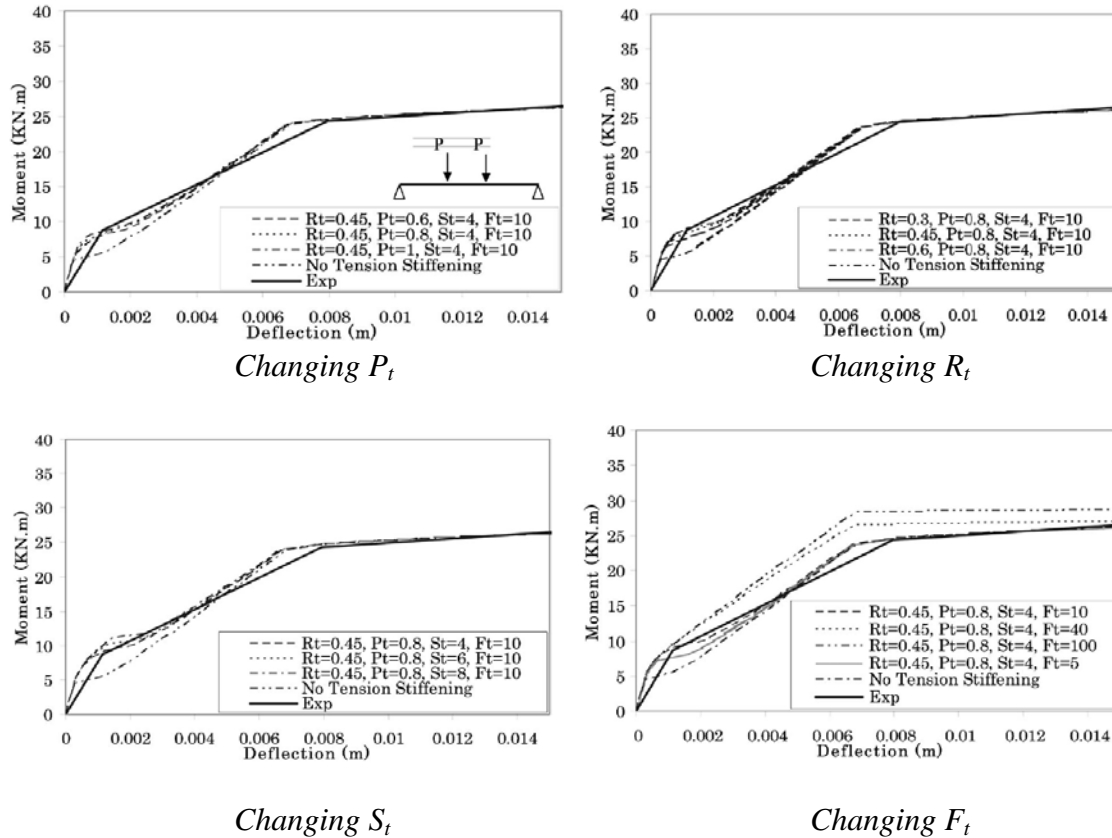 40
35
30
25
20
15
10
5
0
Moment (KN.m)
P P
Rt=0.45, Pt=0.6, St=4, Ft=10
Rt=0.45, Pt=0.8, St=4, Ft=10
Rt=0.45, Pt=1, St=4, Ft=10
No Tension Stiffening
Exp
0 0.002 0.004 0.006 0.008 0.01 0.012 0.014
Deflection (m)
Changing Pt
40
35
30
25
20
15
10
5
0
Moment (KN.m)
Rt=0.3, Pt=0.8, St=4, Ft=10
Rt=0.45, Pt=0.8, St=4, Ft=10
Rt=0.6, Pt=0.8, St=4, Ft=10
No Tension Stiffening
Exp
0 0.002 0.004 0.006 0.008 0.01 0.012 0.014
Deflection (m)
Changing Rt
40
35
30
25
20
15
10
5
0
Moment (KN.m)
Rt=0.45, Pt=0.8, St=4, Ft=10
Rt=0.45, Pt=0.8, St=6, Ft=10
Rt=0.45, Pt=0.8, St=8, Ft=10
No Tension Stiffening
Exp
0 0.002 0.004 0.006 0.008 0.01 0.012 0.014
Deflection (m)
Changing St
40
35
30
25
20
15
10
5
0
Moment (KN.m)
Rt=0.45, Pt=0.8, St=4, Ft=10
Rt=0.45, Pt=0.8, St=4, Ft=40
Rt=0.45, Pt=0.8, St=4, Ft=100
Rt=0.45, Pt=0.8, St=4, Ft=5
No Tension Stiffening
Exp
0 0.002 0.004 0.006 0.008 0.01 0.012 0.014
Deflection (m)
Changing Ft